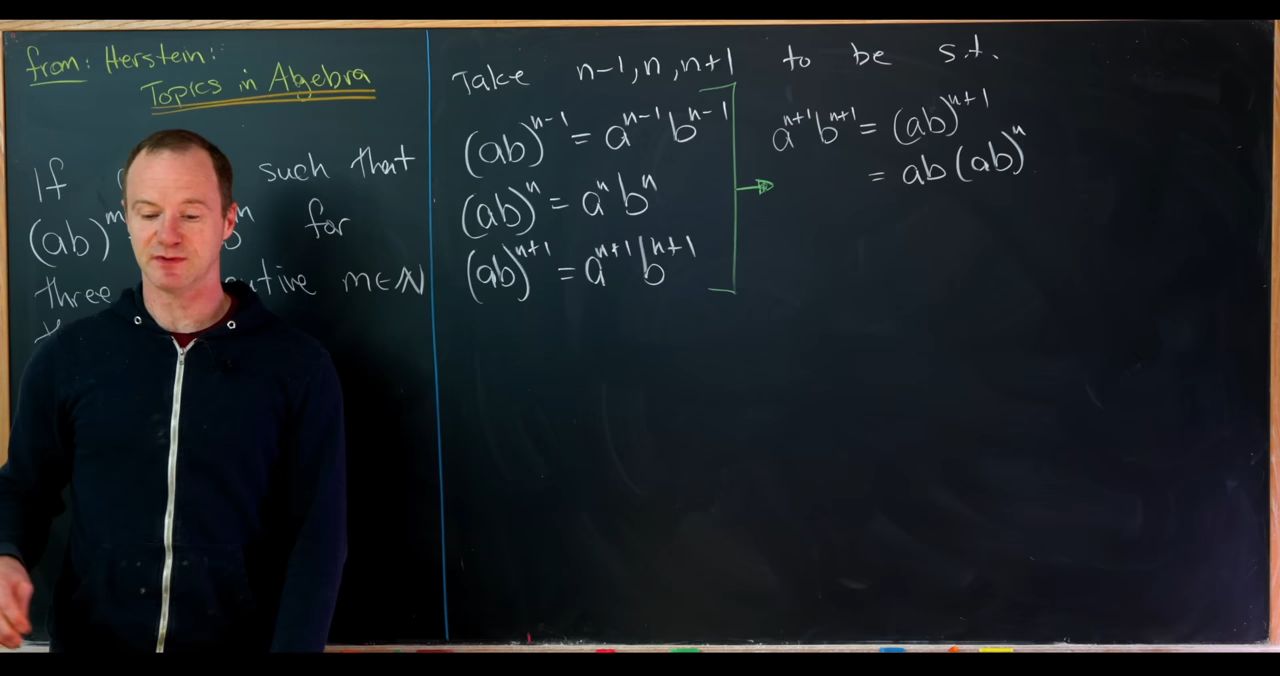 from: Herstein:
Topics in Algebra
If such that
(ab)^m for
three m∈ℕ
Take n-1, n, n+1 to be s.t.
(ab)^{n-1} = a^{n-1} b^{n-1}
(ab)^n = a^n b^n
(ab)^{n+1} = a^{n+1} b^{n+1}
a^{n+1} b^{n+1} = (ab)^{n+1}
= ab (ab)^n